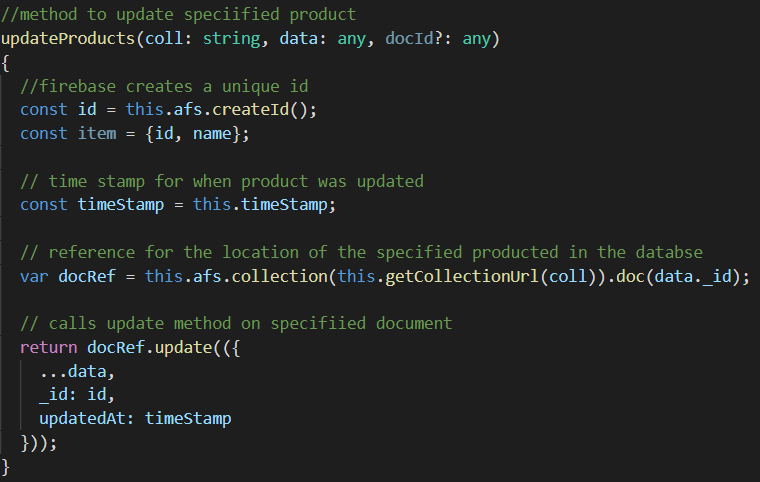 //method to update speciified product
updateProducts(coll: string, data: any, docId?: any)
{
  //firebase creates a unique id
  const id = this.afs.createId();
  const item = {id, name};

  // time stamp for when product was updated
  const timeStamp = this.timeStamp;

  // reference for the location of the specified producted in the databse
  var docRef = this.afs.collection(this.getCollectionUrl(coll)).doc(data._id);

  // calls update method on specifiied document
  return docRef.update(({
    ...data,
    _id: id,
    updatedAt: timeStamp
  }));
}